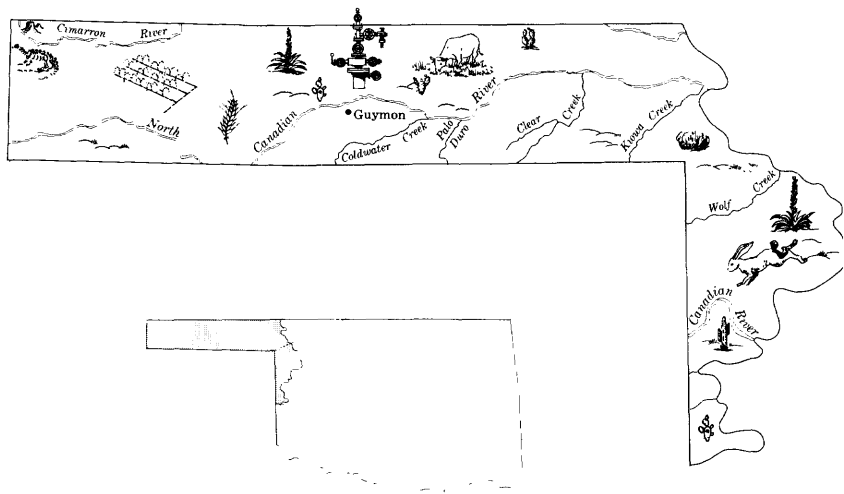 Cimarron River
North Canadian River
Guymon
Coldwater Creek
Palo Duro
Clear Creek
Kiowa Creek
Wolf Creek
Canadian River